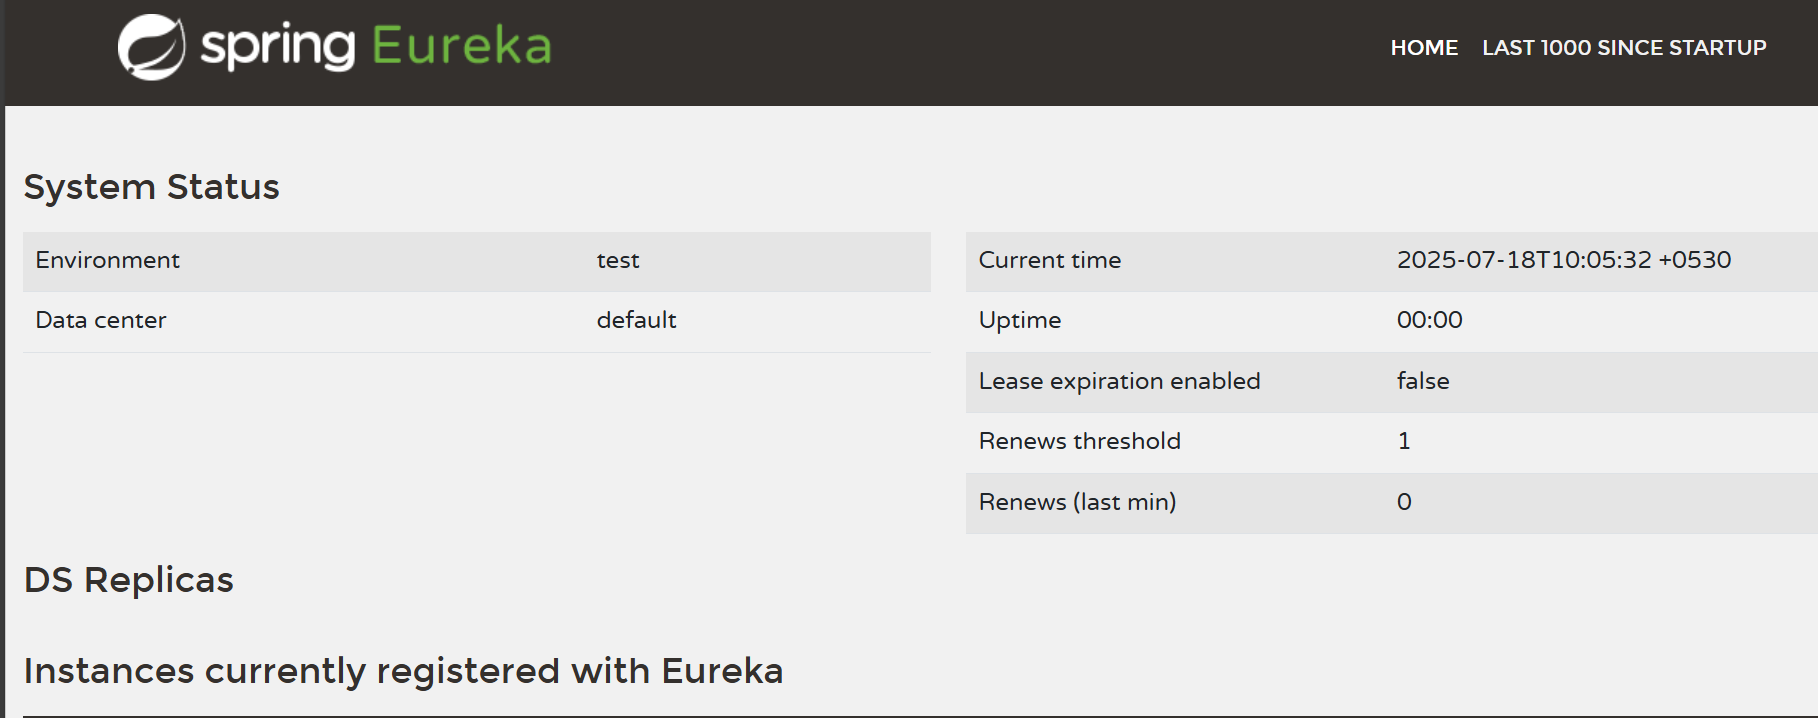 spring Eureka
HOME LAST 1000 SINCE STARTUP
System Status
Environment test
Data center default
Current time 2025-07-18T10:05:32 +0530
Uptime 00:00
Lease expiration enabled false
Renews threshold 1
Renews (last min) 0
DS Replicas
Instances currently registered with Eureka